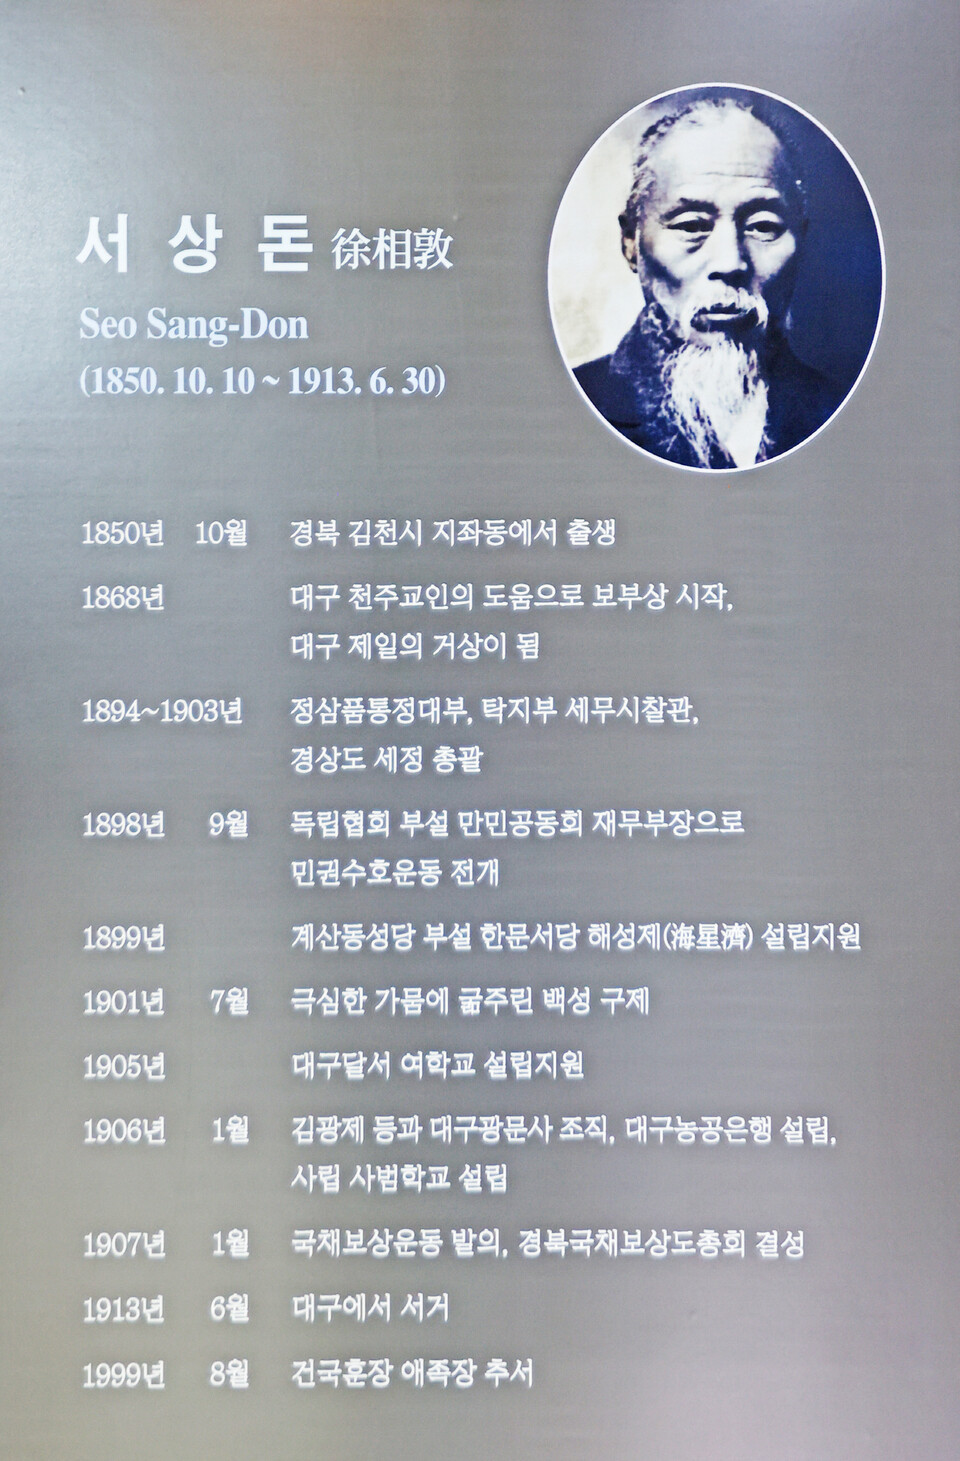 서 상 돈 徐相敦
Seo Sang-Don
(1850. 10. 10 ~ 1913. 6. 30)
1850년 10월 경북 김천시 지좌동에서 출생
1868년 대구 천주교인의 도움으로 보부상 시작,
대구 제일의 거상이 됨
1894~1903년 정삼품통정대부, 탁지부 세무시찰관,
경상도 세정 총괄
1898년 9월 독립협회 부설 만민공동회 재무부장으로
민권수호운동 전개
1899년 계산동성당 부설 한문서당 해성제(海星濟) 설립지원
1901년 7월 극심한 가뭄에 굶주린 백성 구제
1905년 대구달서 여학교 설립지원
1906년 1월 김광제 등과 대구광문사 조직, 대구농공은행 설립,
사립 사범학교 설립
1907년 1월 국채보상운동 발의, 경북국채보상도총회 결성
1913년 6월 대구에서 서거
1999년 8월 건국훈장 애족장 추서